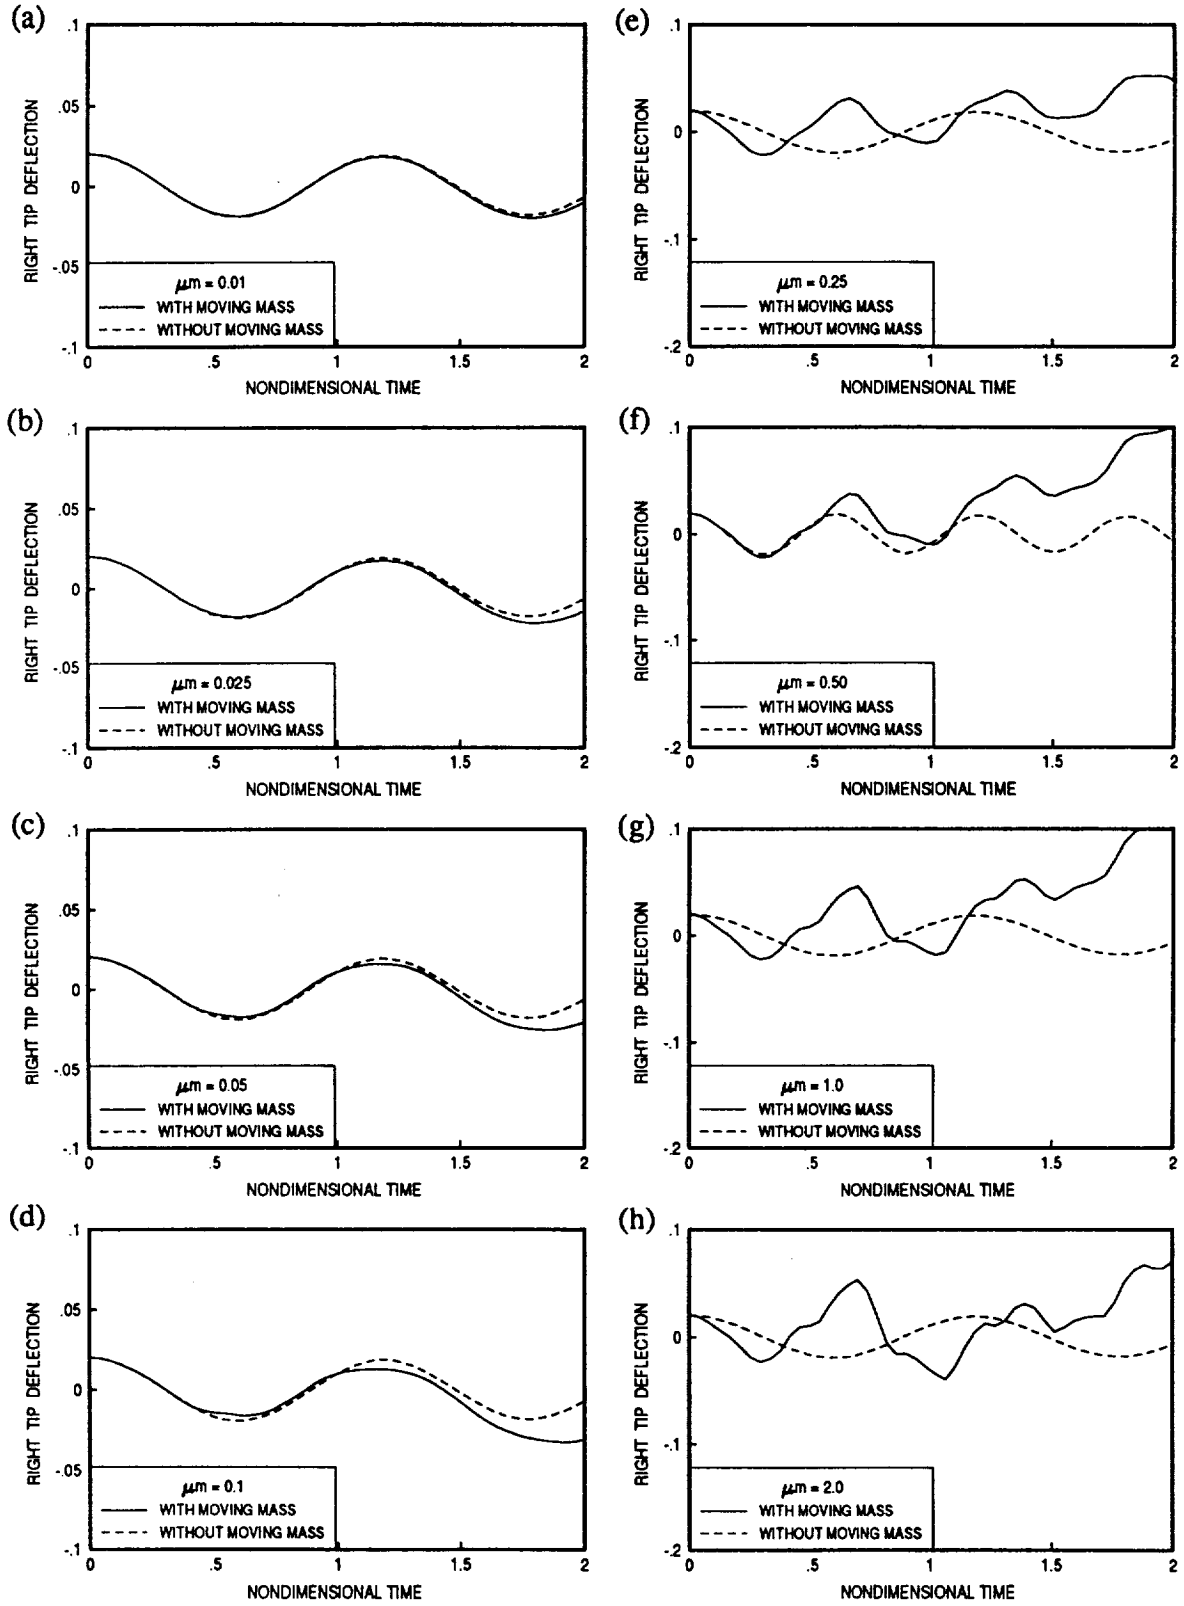 (a)
.1
.05
0
-.05
-.1
RIGHT TIP DEFLECTION
μm = 0.01
WITH MOVING MASS
WITHOUT MOVING MASS
0 .5 1 1.5 2
NONDIMENSIONAL TIME
(b)
.1
.05
0
-.05
-.1
RIGHT TIP DEFLECTION
μm = 0.025
WITH MOVING MASS
WITHOUT MOVING MASS
0 .5 1 1.5 2
NONDIMENSIONAL TIME
(c)
.1
.05
0
-.05
-.1
RIGHT TIP DEFLECTION
μm = 0.05
WITH MOVING MASS
WITHOUT MOVING MASS
0 .5 1 1.5 2
NONDIMENSIONAL TIME
(d)
.1
.05
0
-.05
-.1
RIGHT TIP DEFLECTION
μm = 0.1
WITH MOVING MASS
WITHOUT MOVING MASS
0 .5 1 1.5 2
NONDIMENSIONAL TIME
(e)
.1
0
-.1
-.2
RIGHT TIP DEFLECTION
μm = 0.25
WITH MOVING MASS
WITHOUT MOVING MASS
0 .5 1 1.5 2
NONDIMENSIONAL TIME
(f)
.1
0
-.1
-.2
RIGHT TIP DEFLECTION
μm = 0.50
WITH MOVING MASS
WITHOUT MOVING MASS
0 .5 1 1.5 2
NONDIMENSIONAL TIME
(g)
.1
0
-.1
-.2
RIGHT TIP DEFLECTION
μm = 1.0
WITH MOVING MASS
WITHOUT MOVING MASS
0 .5 1 1.5 2
NONDIMENSIONAL TIME
(h)
.1
0
-.1
-.2
RIGHT TIP DEFLECTION
μm = 2.0
WITH MOVING MASS
WITHOUT MOVING MASS
0 .5 1 1.5 2
NONDIMENSIONAL TIME